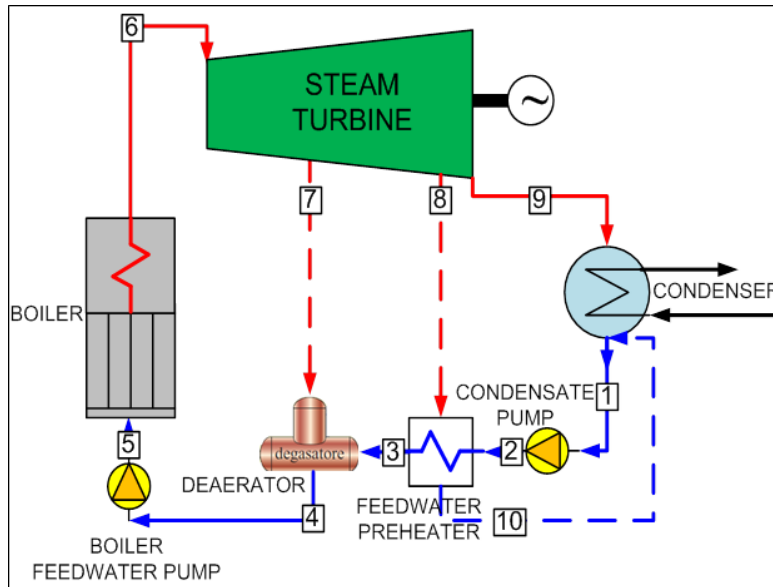 6
STEAM
TURBINE
~
7
8
9
BOILER
CONDENSER
1
CONDENSATE
PUMP
5
degasatore
3
2
DEAERATOR
4
FEEDWATER
PREHEATER
10
BOILER
FEEDWATER PUMP